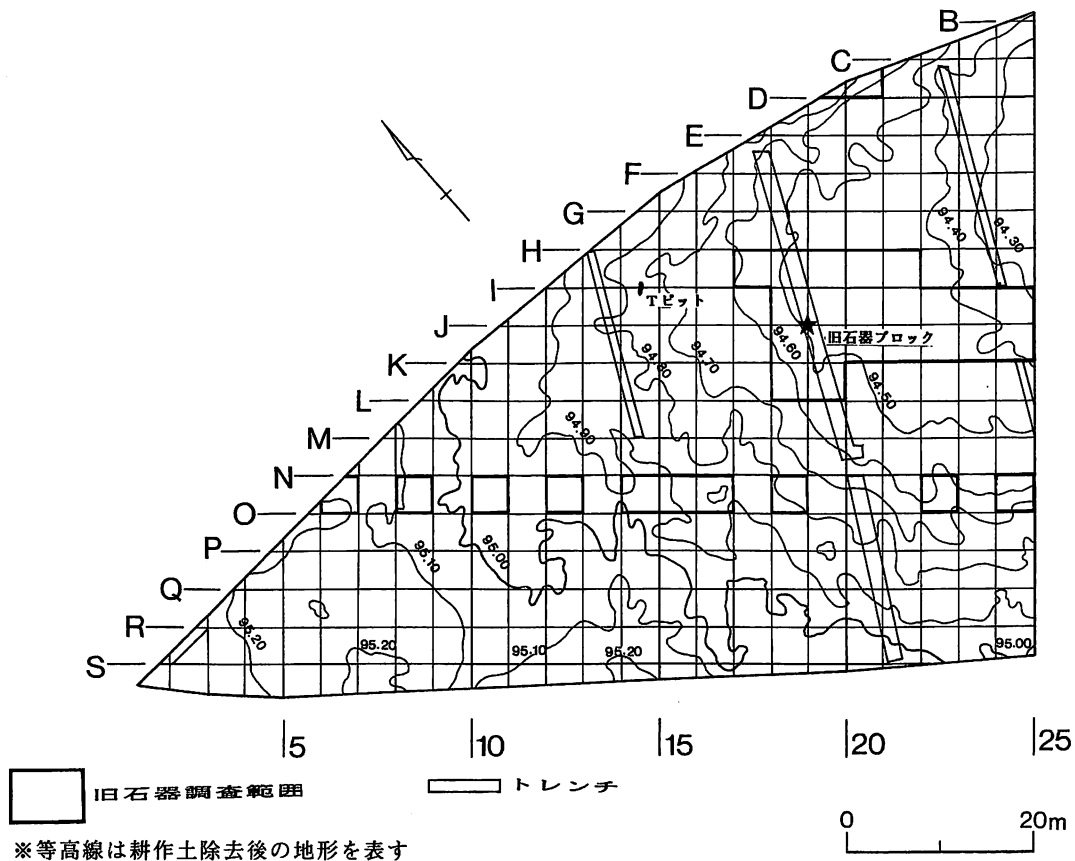 B
C
D
E
F
G
H
I
J
K
L
M
N
O
P
Q
R
S
Tピット
旧石器ブロック
94.30
94.40
94.50
94.60
94.70
94.80
94.90
95.00
95.10
95.20
95.20
95.10
95.20
95.00
5
10
15
20
25
旧石器調査範囲
トレンチ
0 20m
※等高線は耕作土除去後の地形を表す